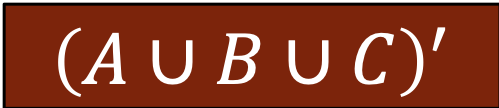 (A ∪ B ∪ C)′